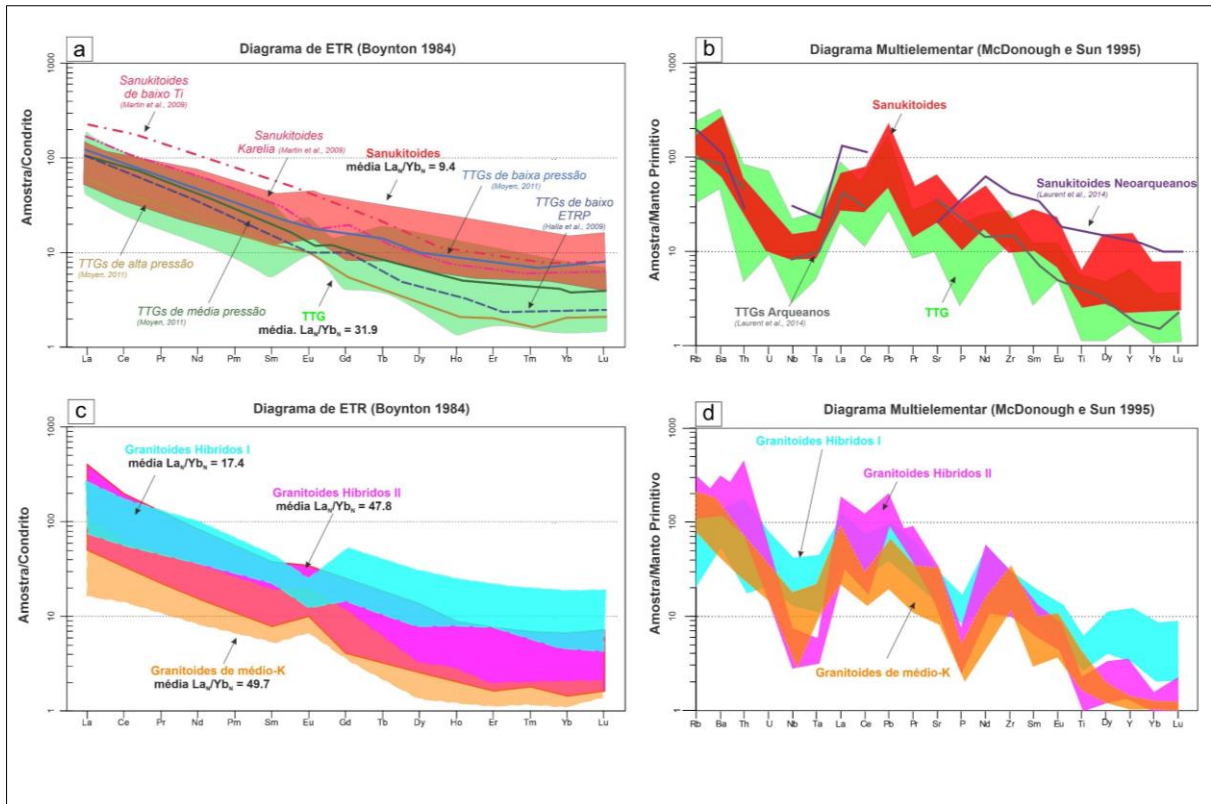 a
Diagrama de ETR (Boynton 1984)
Amostra/Condrito
1000
100
10
1
Sanukitoides
de baixo Ti
(Martin et al., 2009)
Sanukitoides
Karelia (Martin et al., 2009)
Sanukitoides
média La_N/Yb_N = 9.4
TTGs de baixa pressão
(Moyen, 2011)
TTGs de baixo
ETRP
(Halla et al., 2009)
TTGs de alta pressão
(Moyen, 2011)
TTGs de média pressão
(Moyen, 2011)
TTG
média. La_N/Yb_N = 31.9
La Ce Pr Nd Pm Sm Eu Gd Tb Dy Ho Er Tm Yb Lu
b
Diagrama Multielementar (McDonough e Sun 1995)
Amostra/Manto Primitivo
1000
100
10
1
Sanukitoides
Sanukitoides Neoarqueanos
(Laurent et al., 2014)
TTGs Arqueanos
(Laurent et al., 2014)
TTG
Rb Ba Th U Nb Ta La Ce Pb Pr Sr P Nd Zr Sm Eu Ti Dy Y Yb Lu
c
Diagrama de ETR (Boynton 1984)
Amostra/Condrito
1000
100
10
1
Granitoides Híbridos I
média La_N/Yb_N = 17.4
Granitoides Híbridos II
média La_N/Yb_N = 47.8
Granitoides de médio-K
média La_N/Yb_N = 49.7
La Ce Pr Nd Pm Sm Eu Gd Tb Dy Ho Er Tm Yb Lu
d
Diagrama Multielementar (McDonough e Sun 1995)
Amostra/Manto Primitivo
1000
100
10
1
Granitoides Híbridos I
Granitoides Híbridos II
Granitoides de médio-K
Rb Ba Th U Nb Ta La Ce Pb Pr Sr P Nd Zr Sm Eu Ti Dy Y Yb Lu